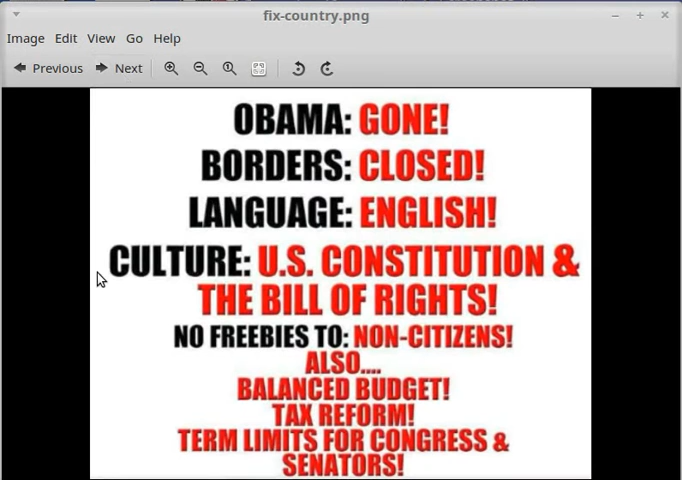 fix-country.png
Image Edit View Go Help
Previous Next
OBAMA: GONE!
BORDERS: CLOSED!
LANGUAGE: ENGLISH!
CULTURE: U.S. CONSTITUTION &
THE BILL OF RIGHTS!
NO FREEBIES TO: NON-CITIZENS!
ALSO....
BALANCED BUDGET!
TAX REFORM!
TERM LIMITS FOR CONGRESS &
SENATORS!